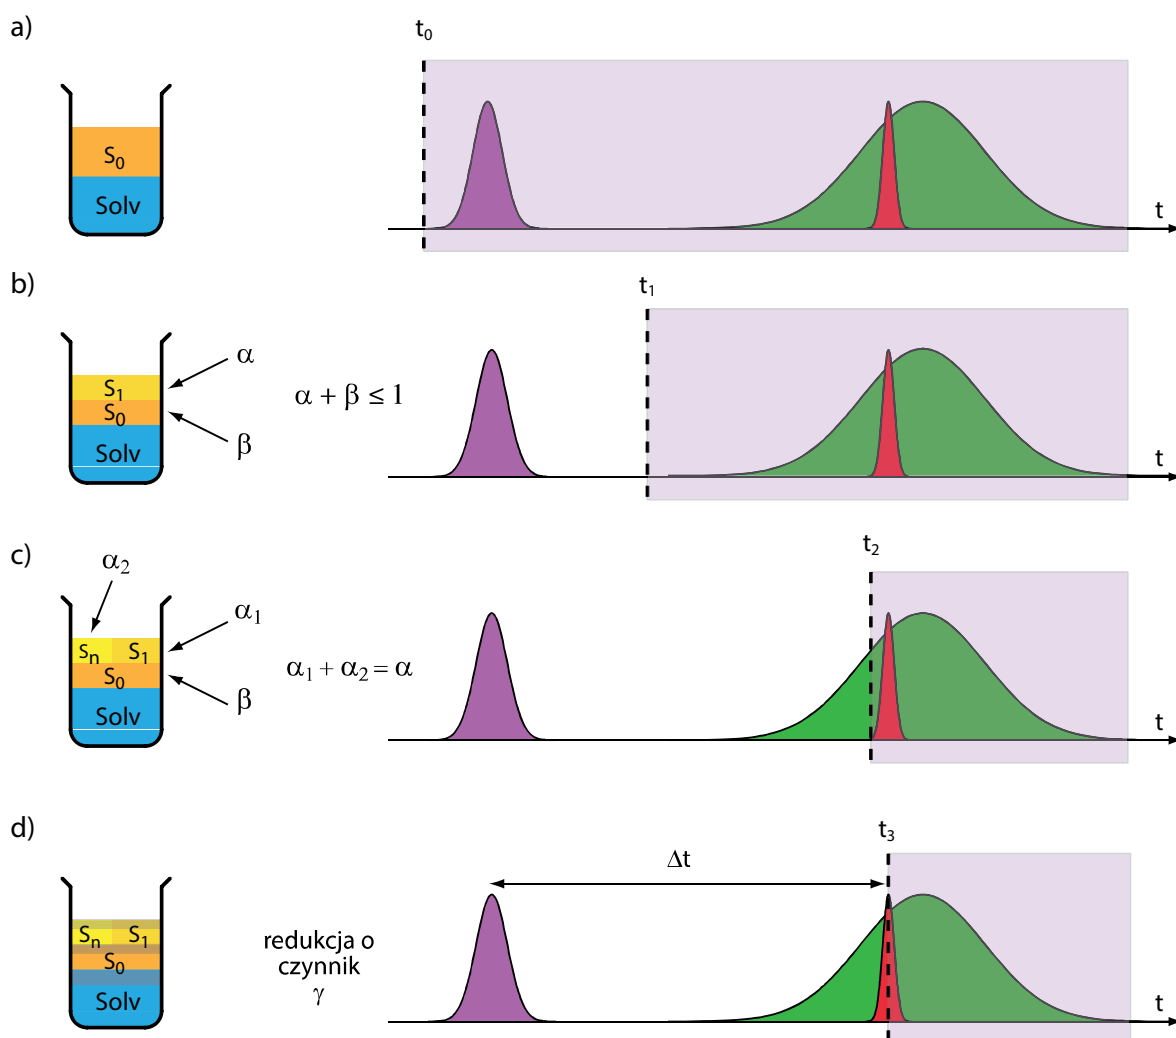 a)
t₀
S₀
Solv
t
b)
t₁
α
S₁
S₀
α + β ≤ 1
β
Solv
t
c)
t₂
α₂
α₁
Sₙ S₁
S₀
α₁ + α₂ = α
β
Solv
t
d)
t₃
Δt
Sₙ S₁
S₀
Solv
redukcja o
czynnik
γ
t